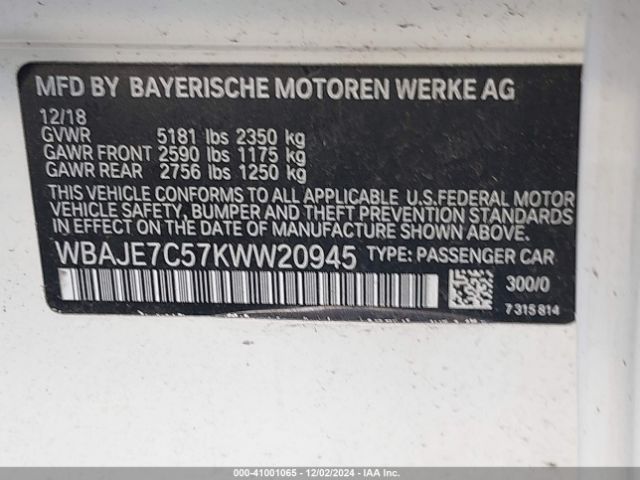 MFD BY BAYERISCHE MOTOREN WERKE AG
12/18
GVWR 5181 lbs 2350 kg
GAWR FRONT 2590 lbs 1175 kg
GAWR REAR 2756 lbs 1250 kg
THIS VEHICLE CONFORMS TO ALL APPLICABLE U.S.FEDERAL MOTOR
VEHICLE SAFETY, BUMPER AND THEFT PREVENTION STANDARDS
IN EFFECT ON THE DATE OF MANUFACTURE SHOWN ABOVE.
WBAJE7C57KWW20945 TYPE: PASSENGER CAR
300/0
7 315 814
000-41001065 • 12/02/2024 • IAA Inc.